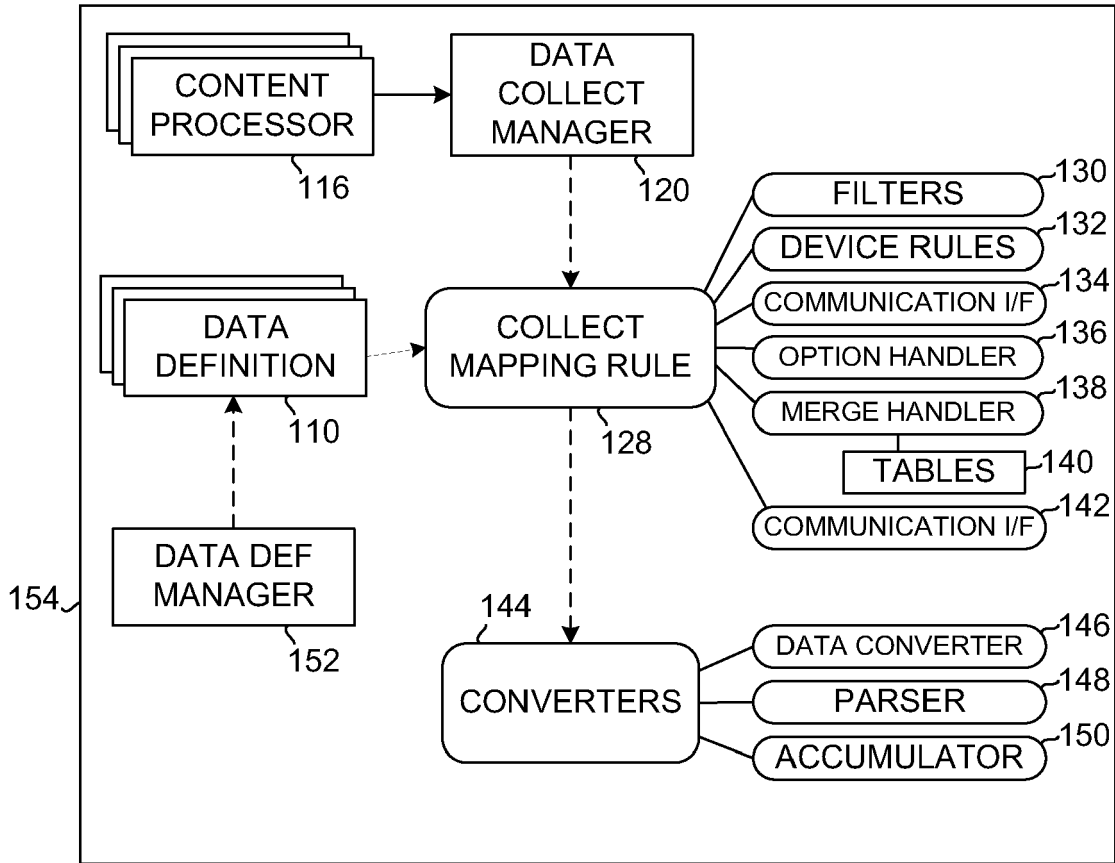 CONTENT
PROCESSOR
116
DATA
COLLECT
MANAGER
120
FILTERS
130
DEVICE RULES
132
COMMUNICATION I/F
134
OPTION HANDLER
136
MERGE HANDLER
138
TABLES
140
COMMUNICATION I/F
142
DATA
DEFINITION
110
COLLECT
MAPPING RULE
128
DATA DEF
MANAGER
152
154
144
CONVERTERS
DATA CONVERTER
146
PARSER
148
ACCUMULATOR
150